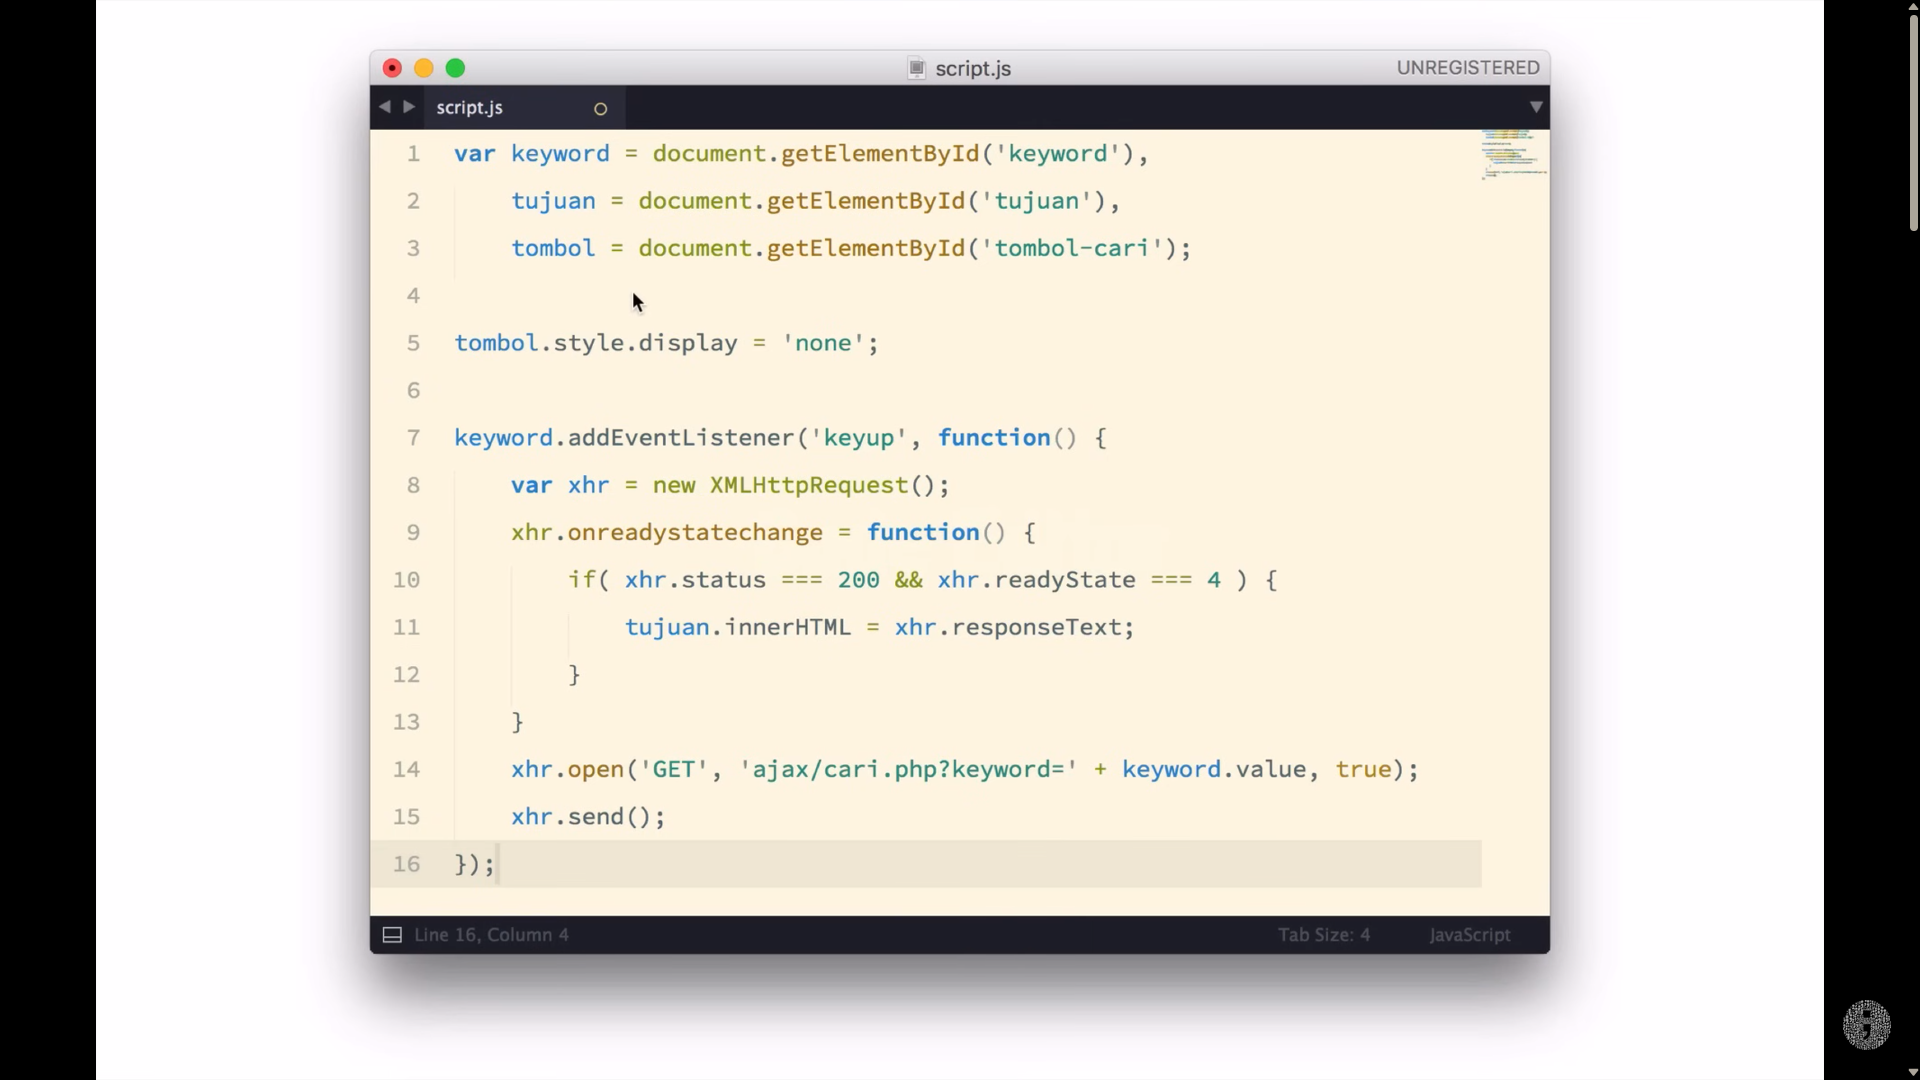 script.js
UNREGISTERED
script.js
1 var keyword = document.getElementById('keyword'),
2     tujuan = document.getElementById('tujuan'),
3     tombol = document.getElementById('tombol-cari');
4
5 tombol.style.display = 'none';
6
7 keyword.addEventListener('keyup', function() {
8     var xhr = new XMLHttpRequest();
9     xhr.onreadystatechange = function() {
10         if( xhr.status === 200 && xhr.readyState === 4 ) {
11             tujuan.innerHTML = xhr.responseText;
12         }
13     }
14     xhr.open('GET', 'ajax/cari.php?keyword=' + keyword.value, true);
15     xhr.send();
16 });
Line 16, Column 4
Tab Size: 4
JavaScript